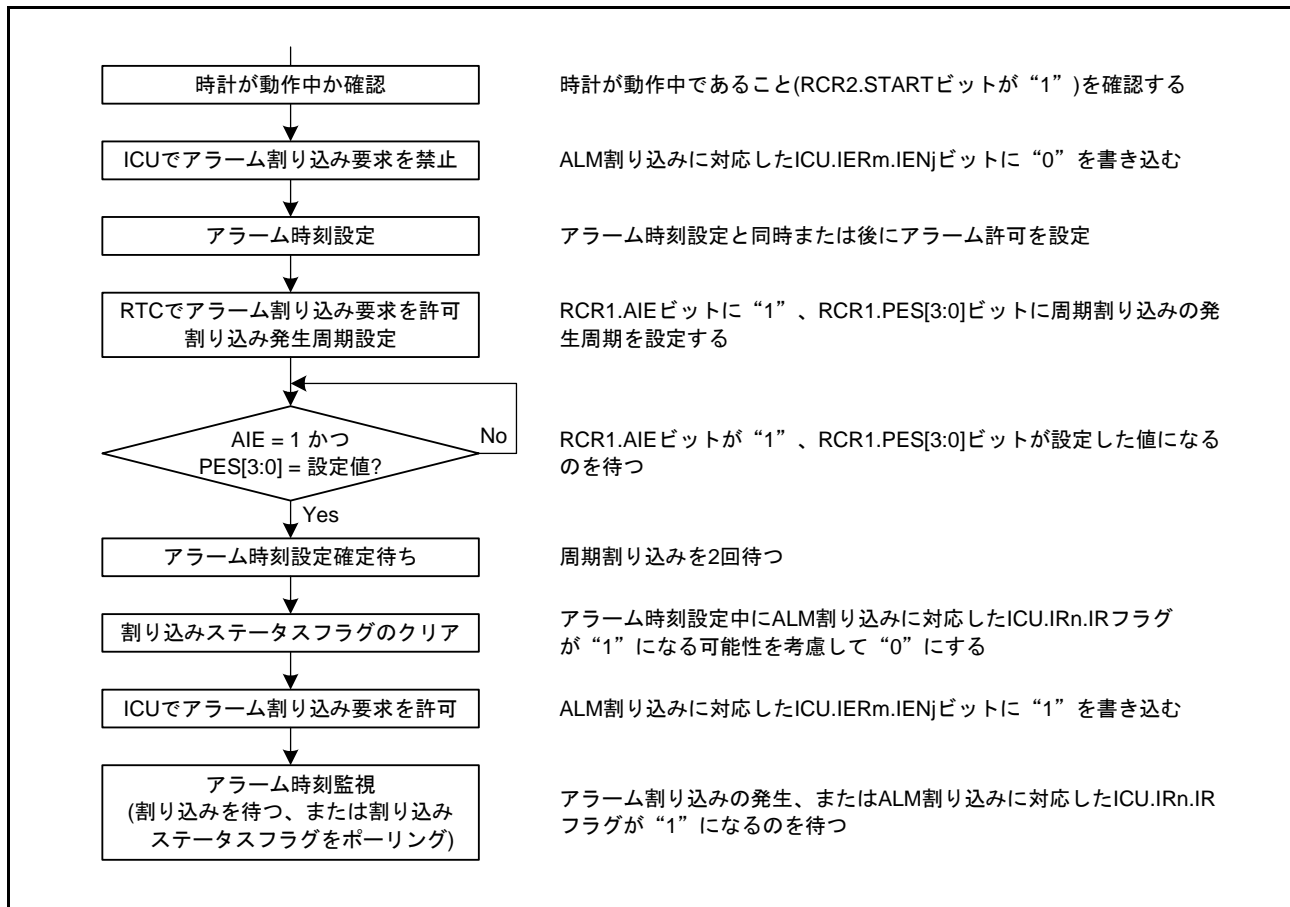 時計が動作中か確認
時計が動作中であること(RCR2.STARTビットが“1”)を確認する
ICUでアラーム割り込み要求を禁止
ALM割り込みに対応したICU.IERm.IENjビットに“0”を書き込む
アラーム時刻設定
アラーム時刻設定と同時または後にアラーム許可を設定
RTCでアラーム割り込み要求を許可
割り込み発生周期設定
RCR1.AIEビットに“1”、RCR1.PES[3:0]ビットに周期割り込みの発
生周期を設定する
AIE = 1 かつ
PES[3:0] = 設定値?
No
RCR1.AIEビットが“1”、RCR1.PES[3:0]ビットが設定した値になる
のを待つ
Yes
アラーム時刻設定確定待ち
周期割り込みを2回待つ
割り込みステータスフラグのクリア
アラーム時刻設定中にALM割り込みに対応したICU.IRn.IRフラグ
が“1”になる可能性を考慮して“0”にする
ICUでアラーム割り込み要求を許可
ALM割り込みに対応したICU.IERm.IENjビットに“1”を書き込む
アラーム時刻監視
(割り込みを待つ、または割り込み
ステータスフラグをポーリング)
アラーム割り込みの発生、またはALM割り込みに対応したICU.IRn.IR
フラグが“1”になるのを待つ